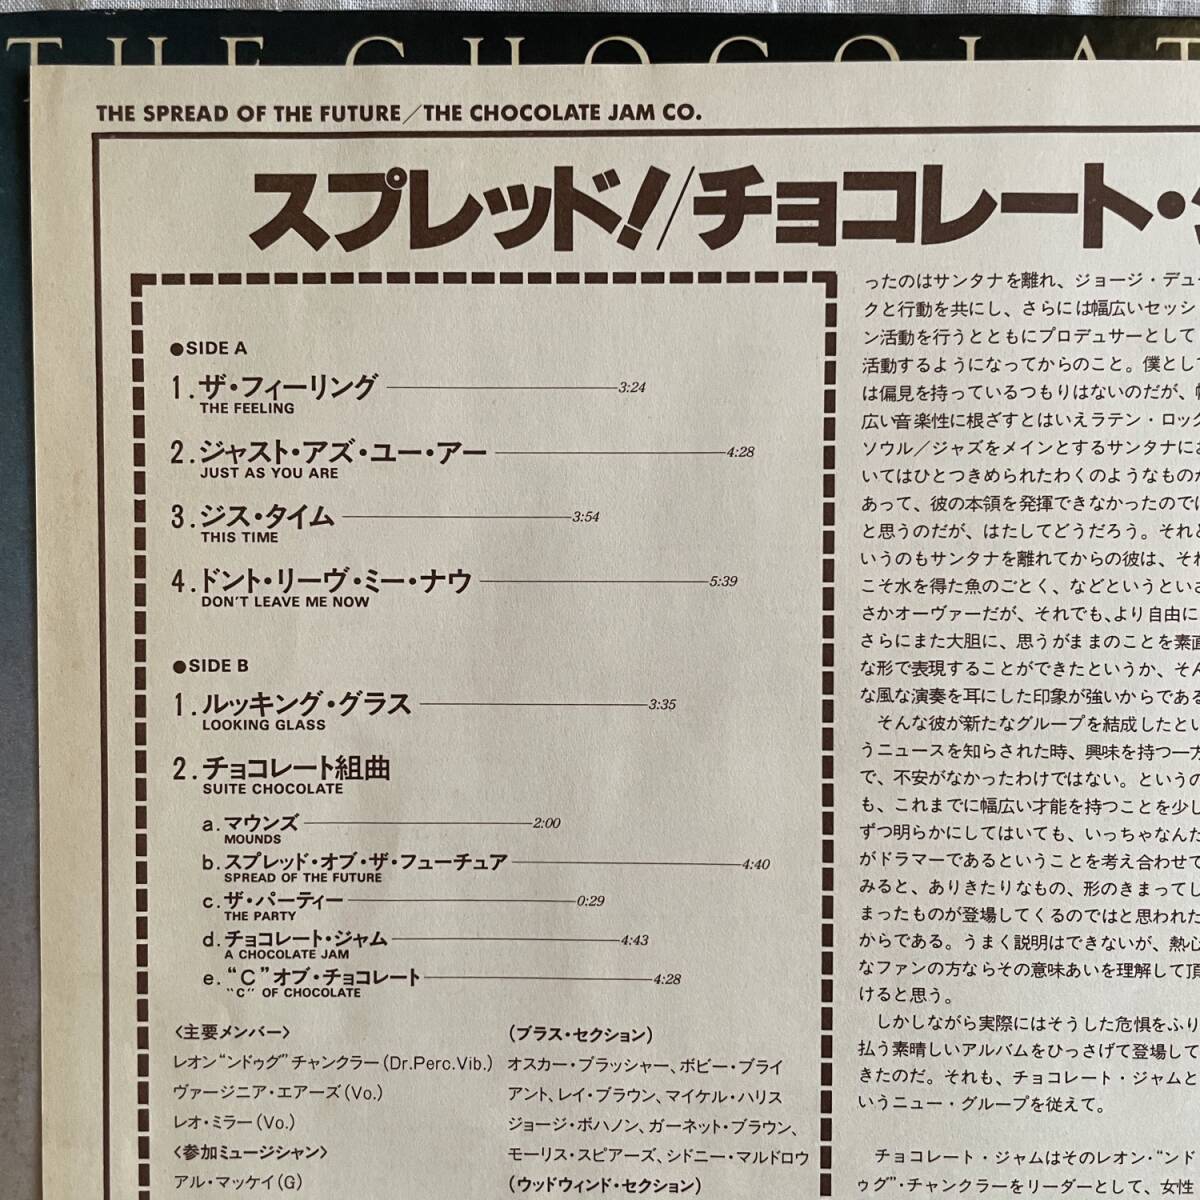 THE CHOCOLAT
THE SPREAD OF THE FUTURE／THE CHOCOLATE JAM CO.
スプレッド!／チョコレート・
●SIDE A
1.ザ・フィーリング 3:24
THE FEELING
2.ジャスト・アズ・ユー・アー 4:28
JUST AS YOU ARE
3.ジス・タイム 3:54
THIS TIME
4.ドント・リーヴ・ミー・ナウ 5:39
DON'T LEAVE ME NOW
●SIDE B
1.ルッキング・グラス 3:35
LOOKING GLASS
2.チョコレート組曲
SUITE CHOCOLATE
a.マウンズ 2:00
MOUNDS
b.スプレッド・オブ・ザ・フューチュア 4:40
SPREAD OF THE FUTURE
c.ザ・パーティー 0:29
THE PARTY
d.チョコレート・ジャム 4:43
A CHOCOLATE JAM
e.“C”オブ・チョコレート 4:28
“C” OF CHOCOLATE
〈主要メンバー〉
レオン“ンドゥグ”チャンクラー(Dr.Perc.Vib.)
ヴァージニア・エアーズ(Vo.)
レオ・ミラー(Vo.)
〈参加ミュージシャン〉
アル・マッケイ(G)
(ブラス・セクション)
オスカー・ブラッシャー、ボビー・ブライ
アント、レイ・ブラウン、マイケル・ハリス
ジョージ・ボハノン、ガーネット・ブラウン、
モーリス・スピアーズ、シドニー・マルドロウ
(ウッドウィンド・セクション)
ったのはサンタナを離れ、ジョージ・デュー
クと行動を共にし、さらには幅広いセッショ
ン活動を行うとともにプロデュサーとして
活動するようになってからのこと。僕として
は偏見を持っているつもりはないのだが、幅
広い音楽性に根ざすとはいえラテン・ロック
ソウル／ジャズをメインとするサンタナにお
いてはひとつきめられたわくのようなものが
あって、彼の本領を発揮できなかったのでは
と思うのだが、はたしてどうだろう。それと
いうのもサンタナを離れてからの彼は、それ
こそ水を得た魚のごとく、などというといさ
さかオーヴァーだが、それでも、より自由に
さらにまた大胆に、思うがままのことを素直
な形で表現することができたというか、そん
な風な演奏を耳にした印象が強いからである
そんな彼が新たなグループを結成したとい
うニュースを知らされた時、興味を持つ一方
で、不安がなかったわけではない。というの
も、これまでに幅広い才能を持つことを少し
ずつ明らかにしてはいても、いっちゃなんだ
がドラマーであるということを考え合わせて
みると、ありきたりなもの、形のきまってし
まったものが登場してくるのではと思われた
からである。うまく説明はできないが、熱心
なファンの方ならその意味あいを理解して頂
けると思う。
しかしながら実際にはそうした危惧をふり
払う素晴しいアルバムをひっさげて登場して
きたのだ。それも、チョコレート・ジャムと
いうニュー・グループを従えて。
チョコレート・ジャムはそのレオン・“ンド
ゥグ”・チャンクラーをリーダーとして、女性